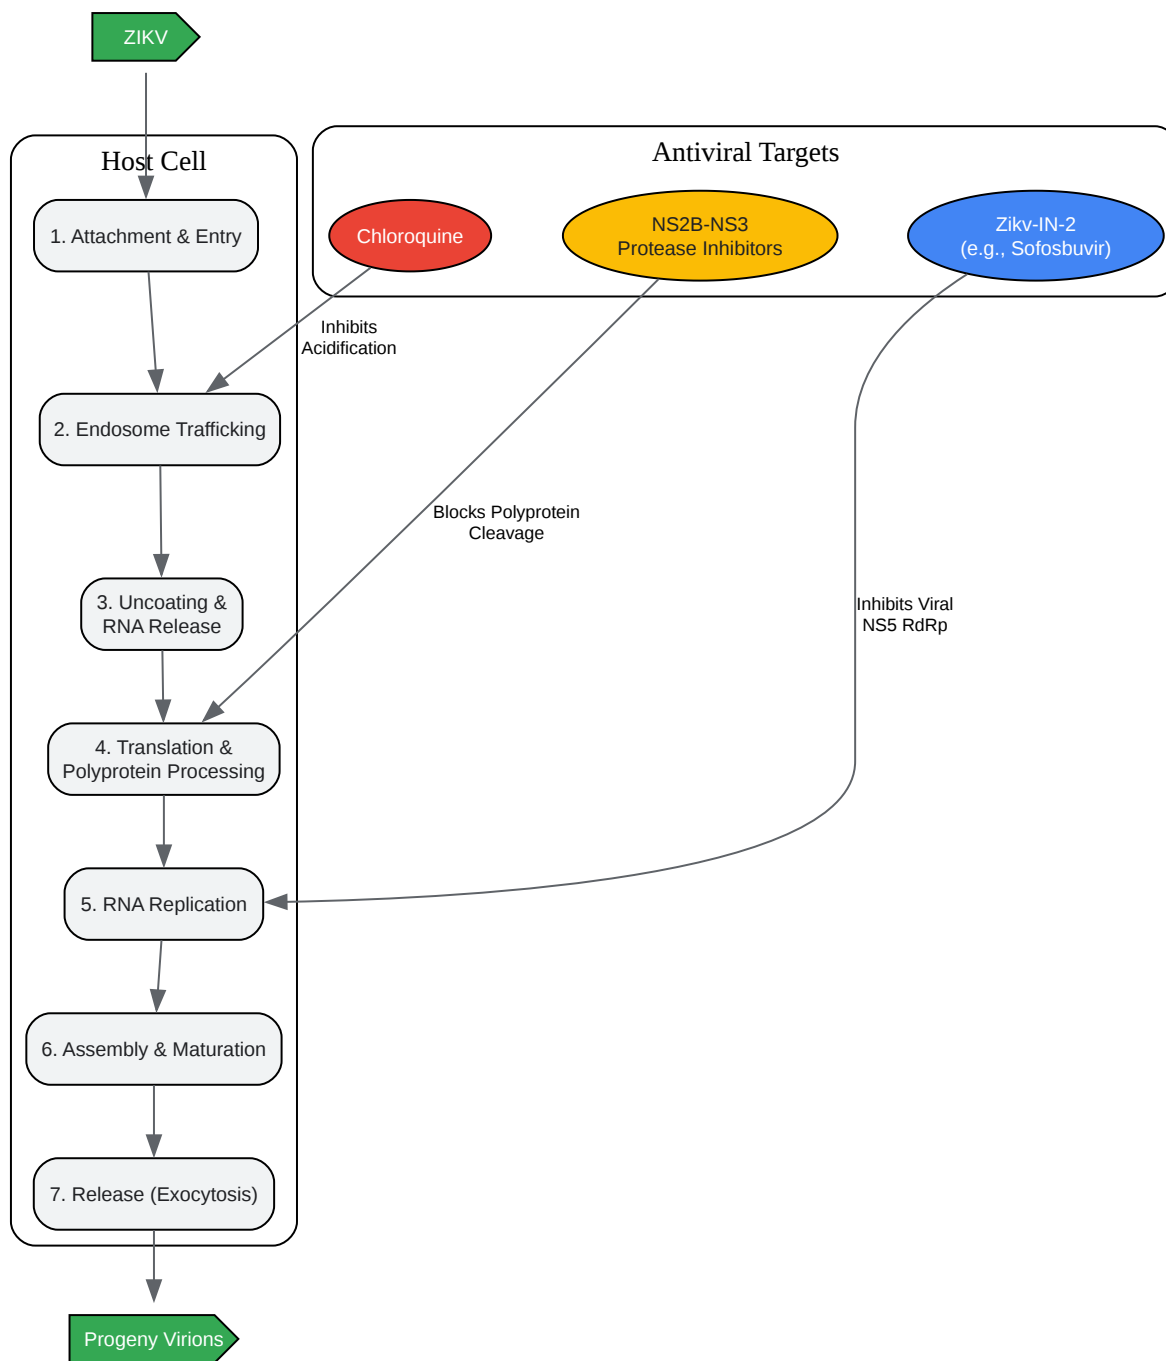 ZIKV
Host Cell
Antiviral Targets
1. Attachment & Entry
Chloroquine
NS2B-NS3
Protease Inhibitors
Zikv-IN-2
(e.g., Sofosbuvir)
Inhibits
Acidification
2. Endosome Trafficking
Blocks Polyprotein
Cleavage
3. Uncoating &
RNA Release
Inhibits Viral
NS5 RdRp
4. Translation &
Polyprotein Processing
5. RNA Replication
6. Assembly & Maturation
7. Release (Exocytosis)
Progeny Virions